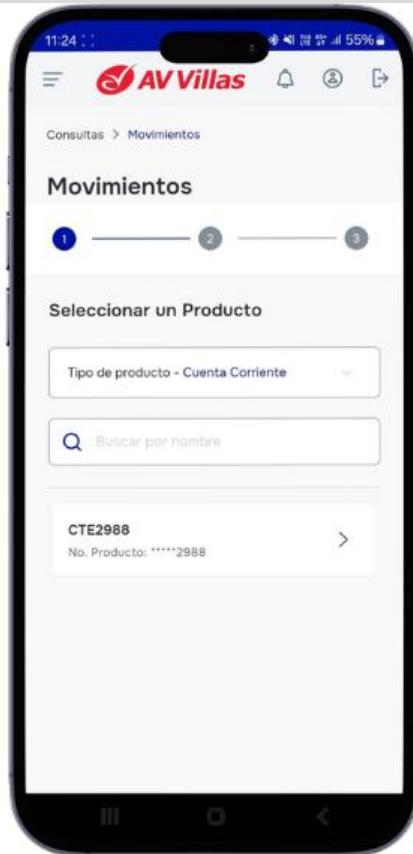 11:24
55%
AV Villas
Consultas > Movimientos
Movimientos
1
2
3
Seleccionar un Producto
Tipo de producto - Cuenta Corriente
Buscar por nombre
CTE2988
No. Producto: *****2988